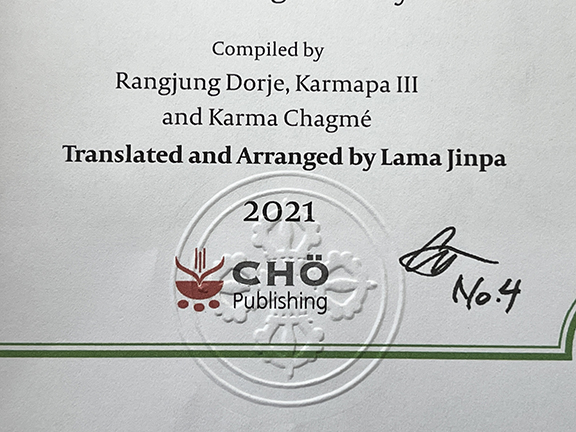 Compiled by
Rangjung Dorje, Karmapa III
and Karma Chagmé
Translated and Arranged by Lama Jinpa
2021
CHÖ
Publishing
No.4